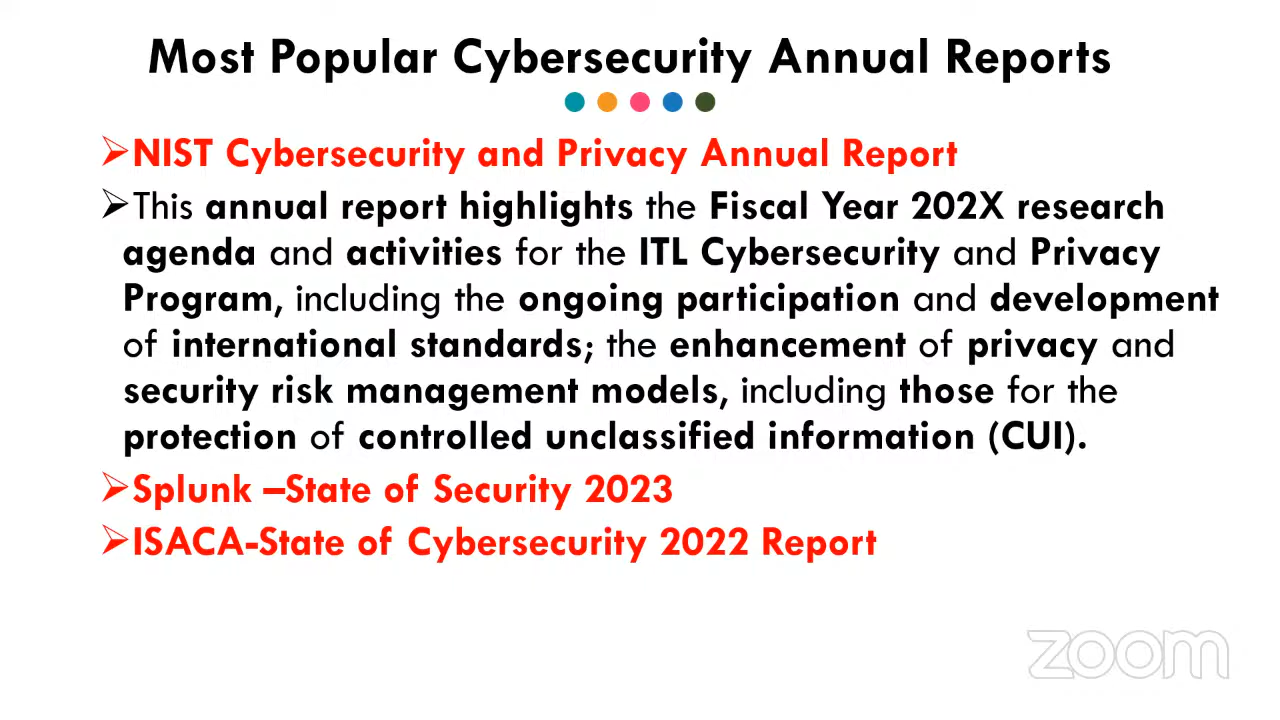 Most Popular Cybersecurity Annual Reports
➢NIST Cybersecurity and Privacy Annual Report
➢This annual report highlights the Fiscal Year 202X research
agenda and activities for the ITL Cybersecurity and Privacy
Program, including the ongoing participation and development
of international standards; the enhancement of privacy and
security risk management models, including those for the
protection of controlled unclassified information (CUI).
➢Splunk –State of Security 2023
➢ISACA-State of Cybersecurity 2022 Report
zoom